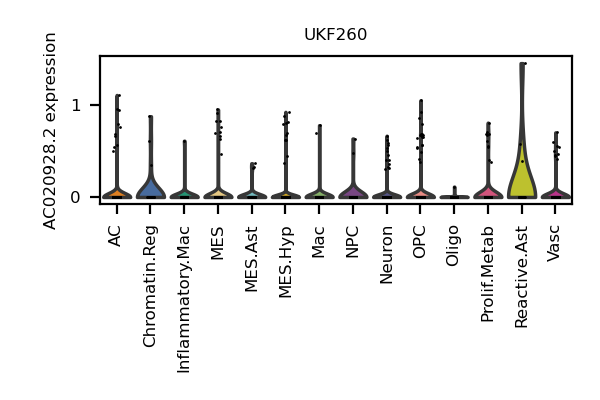 UKF260
AC020928.2 expression
1
0
AC
Chromatin.Reg
Inflammatory.Mac
MES
MES.Ast
MES.Hyp
Mac
NPC
Neuron
OPC
Oligo
Prolif.Metab
Reactive.Ast
Vasc